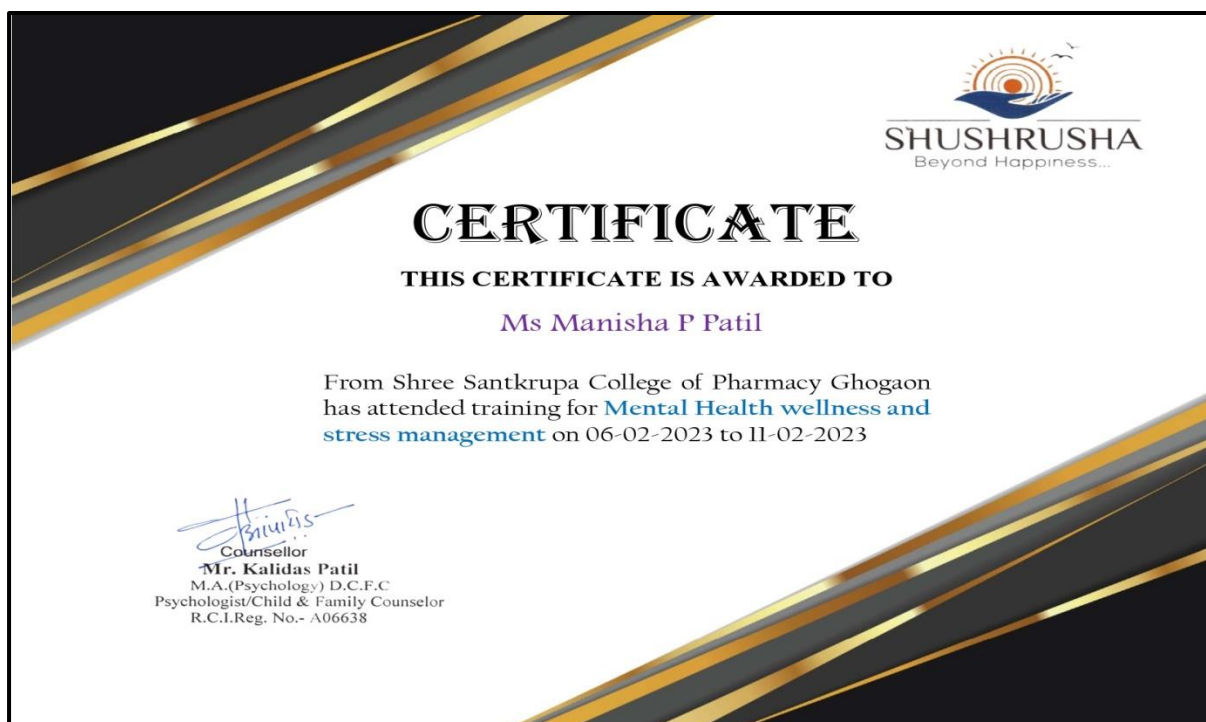 SHUSHRUSHA
Beyond Happiness...
CERTIFICATE
THIS CERTIFICATE IS AWARDED TO
Ms Manisha P Patil
From Shree Santkrupa College of Pharmacy Ghogaon
has attended training for Mental Health wellness and
stress management on 06-02-2023 to 11-02-2023
Counsellor
Mr. Kalidas Patil
M.A.(Psychology) D.C.F.C
Psychologist/Child & Family Counselor
R.C.I.Reg. No.- A06638